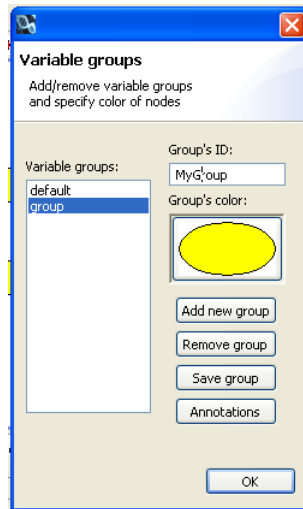 Variable groups
Add/remove variable groups
and specify color of nodes
Group's ID:
MyGroup
Variable groups:
default
group
Group's color:
Add new group
Remove group
Save group
Annotations
OK